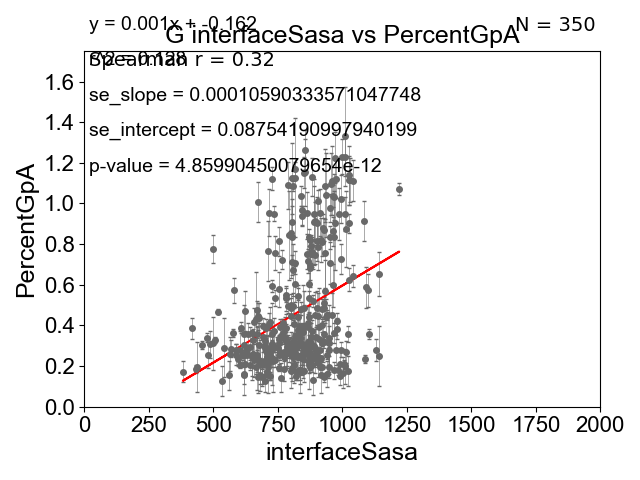 y = 0.001x + -0.162
N = 350
G interfaceSasa vs PercentGpA
Spearman r = 0.32
se_slope = 0.00010590333571047748
se_intercept = 0.08754190997940199
p-value = 4.85990450079654e-12
PercentGpA
1.6
1.4
1.2
1.0
0.8
0.6
0.4
0.2
0.0
0 250 500 750 1000 1250 1500 1750 2000
interfaceSasa